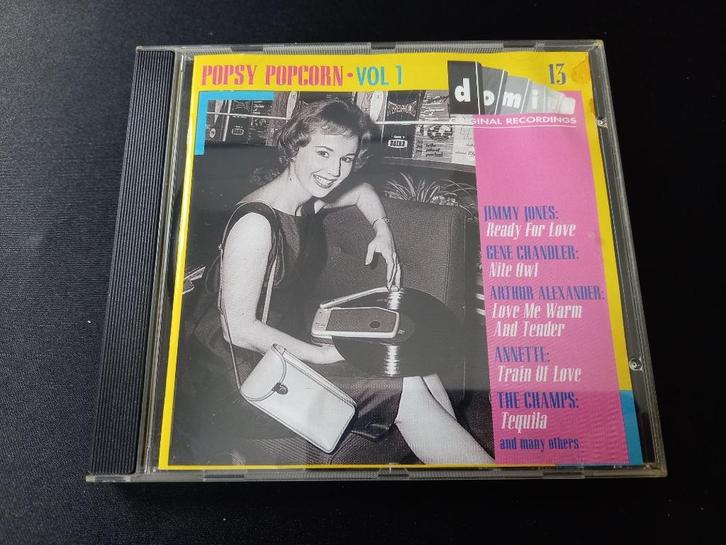 POPSY POPCORN • VOL 1
13
ORIGINAL RECORDINGS
JIMMY JONES:
Ready For Love
GENE CHANDLER:
Nite Owl
ARTHUR ALEXANDER:
Love Me Warm
And Tender
ANNETTE:
Train Of Love
THE CHAMPS:
Tequila
and many others